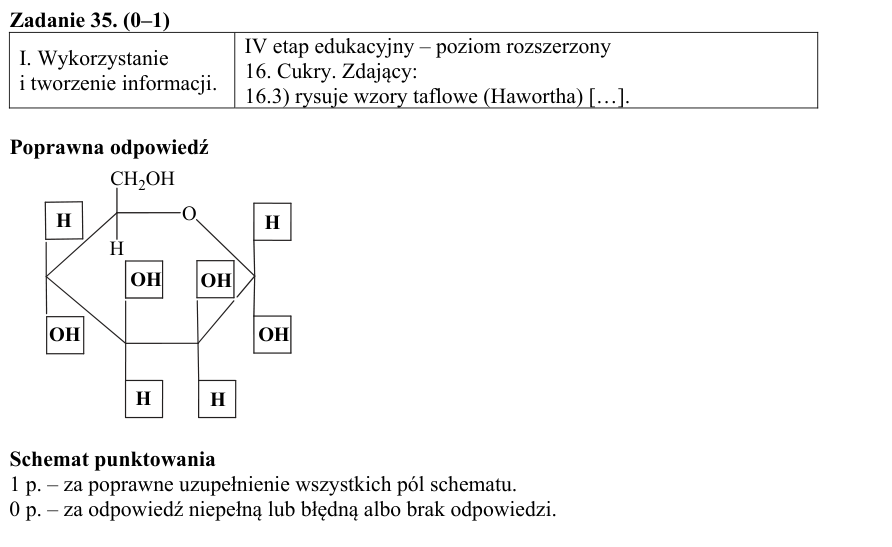 Zadanie 35. (0–1)
I. Wykorzystanie
i tworzenie informacji.
IV etap edukacyjny – poziom rozszerzony
16. Cukry. Zdający:
16.3) rysuje wzory taflowe (Hawortha) […].
Poprawna odpowiedź
CH₂OH
H O H
H
OH OH
OH OH
H H
Schemat punktowania
1 p. – za poprawne uzupełnienie wszystkich pól schematu.
0 p. – za odpowiedź niepełną lub błędną albo brak odpowiedzi.